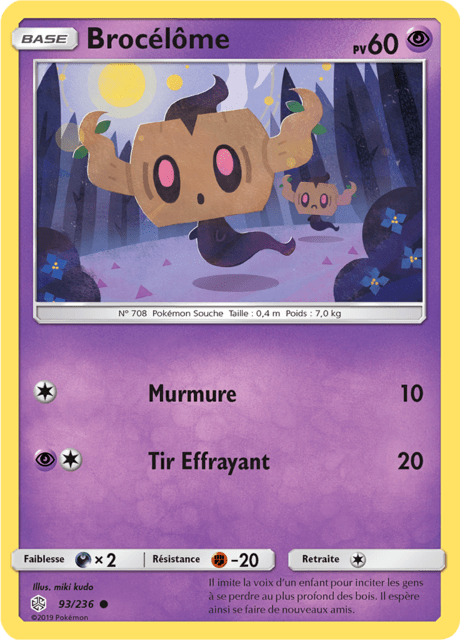 BASE Brocélôme PV60
N° 708 Pokémon Souche Taille : 0,4 m Poids : 7,0 kg
Murmure 10
Tir Effrayant 20
Faiblesse ×2 Résistance -20 Retraite
Illus. miki kudo
93/236
©2019 Pokémon
Il imite la voix d'un enfant pour inciter les gens
à se perdre au plus profond des bois. Il espère
ainsi se faire de nouveaux amis.